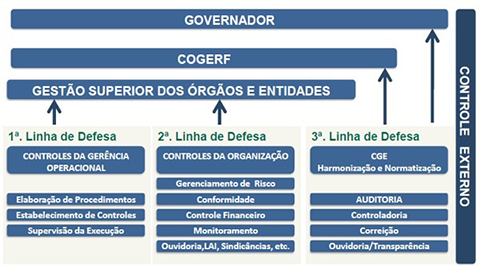 GOVERNADOR
COGERF
GESTÃO SUPERIOR DOS ÓRGÃOS E ENTIDADES
1ª. Linha de Defesa
CONTROLES DA GERÊNCIA
OPERACIONAL
Elaboração de Procedimentos
Estabelecimento de Controles
Supervisão da Execução
2ª. Linha de Defesa
CONTROLES DA ORGANIZAÇÃO
Gerenciamento de Risco
Conformidade
Controle Financeiro
Monitoramento
Ouvidoria,LAI, Sindicâncias, etc.
3ª. Linha de Defesa
CGE
Harmonização e Normatização
AUDITORIA
Controladoria
Correição
Ouvidoria/Transparência
CONTROLE EXTERNO